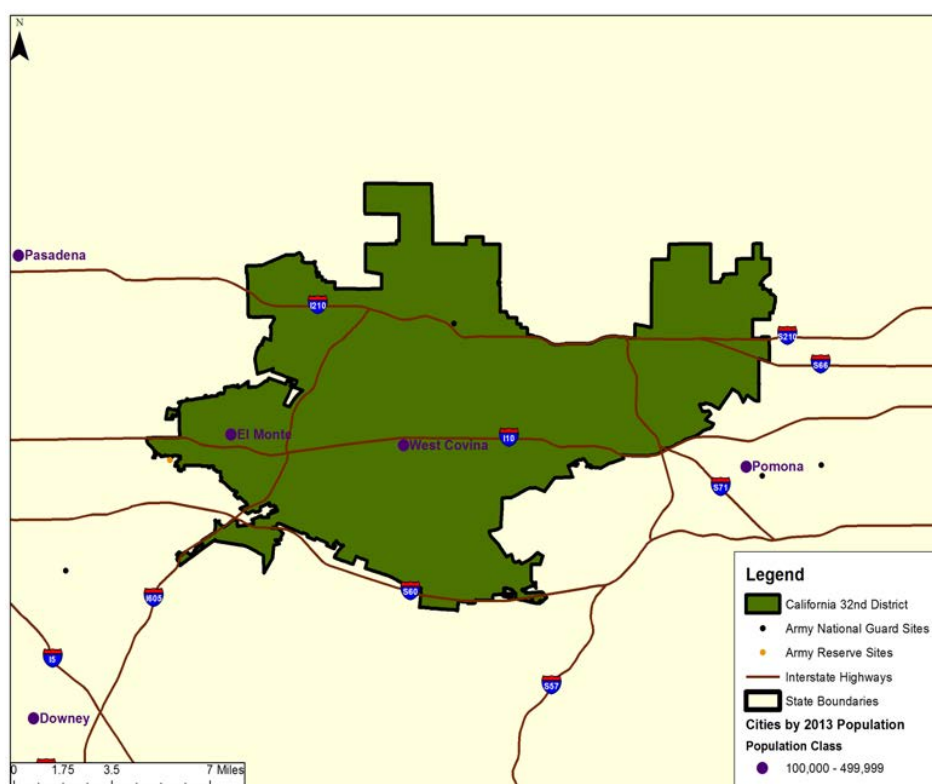 N
Pasadena
I210
S210
S66
El Monte
West Covina
I10
Pomona
S71
I605
S60
I5
S57
Downey
0 1.75 3.5 7 Miles
Legend
California 32nd District
Army National Guard Sites
Army Reserve Sites
Interstate Highways
State Boundaries
Cities by 2013 Population
Population Class
100,000 - 499,999